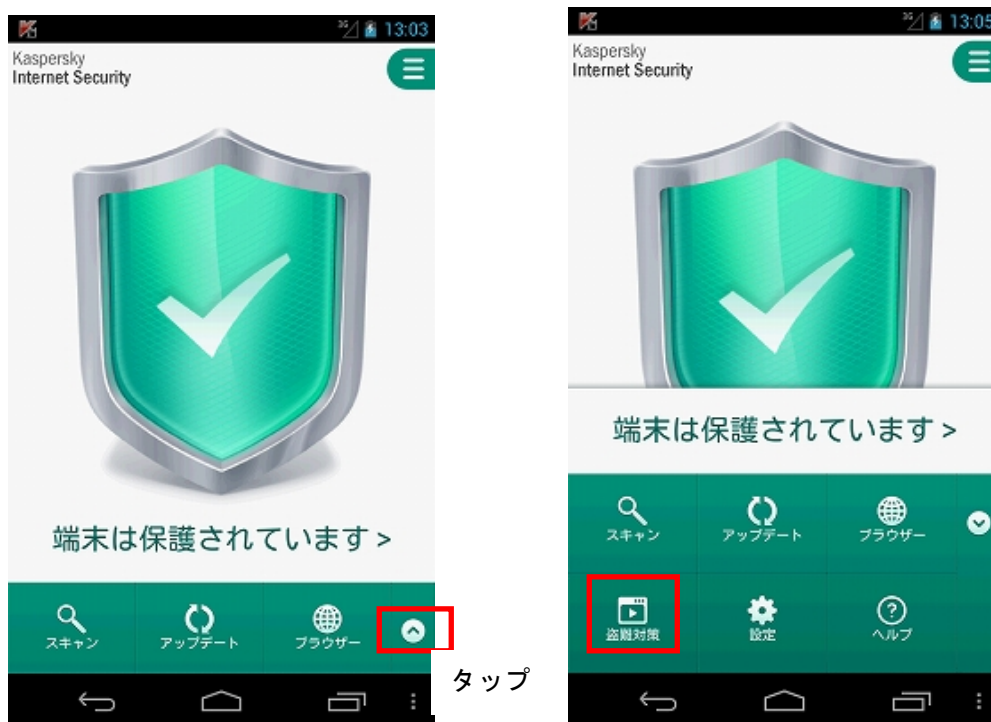 3G 13:03
Kaspersky
Internet Security
端末は保護されています >
スキャン アップデート ブラウザー
タップ
3G 13:05
Kaspersky
Internet Security
端末は保護されています >
スキャン アップデート ブラウザー
盗難対策 設定 ヘルプ